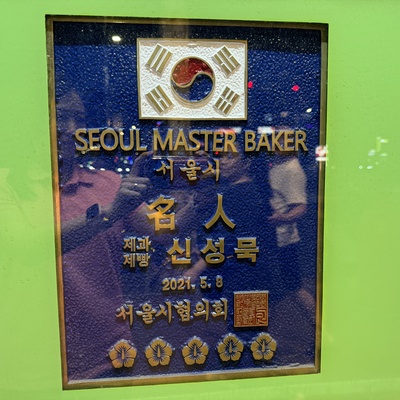 SEOUL MASTER BAKER
서울시
名人
제과
제빵 신성묵
2021. 5. 8
서울시협의회